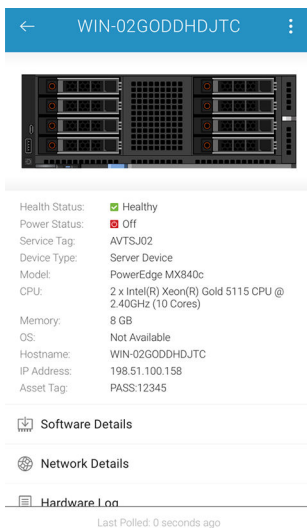 WIN-02GODDHDJTC
Health Status: Healthy
Power Status: Off
Service Tag: AVTSJ02
Device Type: Server Device
Model: PowerEdge MX840c
CPU: 2 x Intel(R) Xeon(R) Gold 5115 CPU @
2.40GHz (10 Cores)
Memory: 8 GB
OS: Not Available
Hostname: WIN-02GODDHDJTC
IP Address: 198.51.100.158
Asset Tag: PASS:12345
Software Details
Network Details
Hardware Log
Last Polled: 0 seconds ago